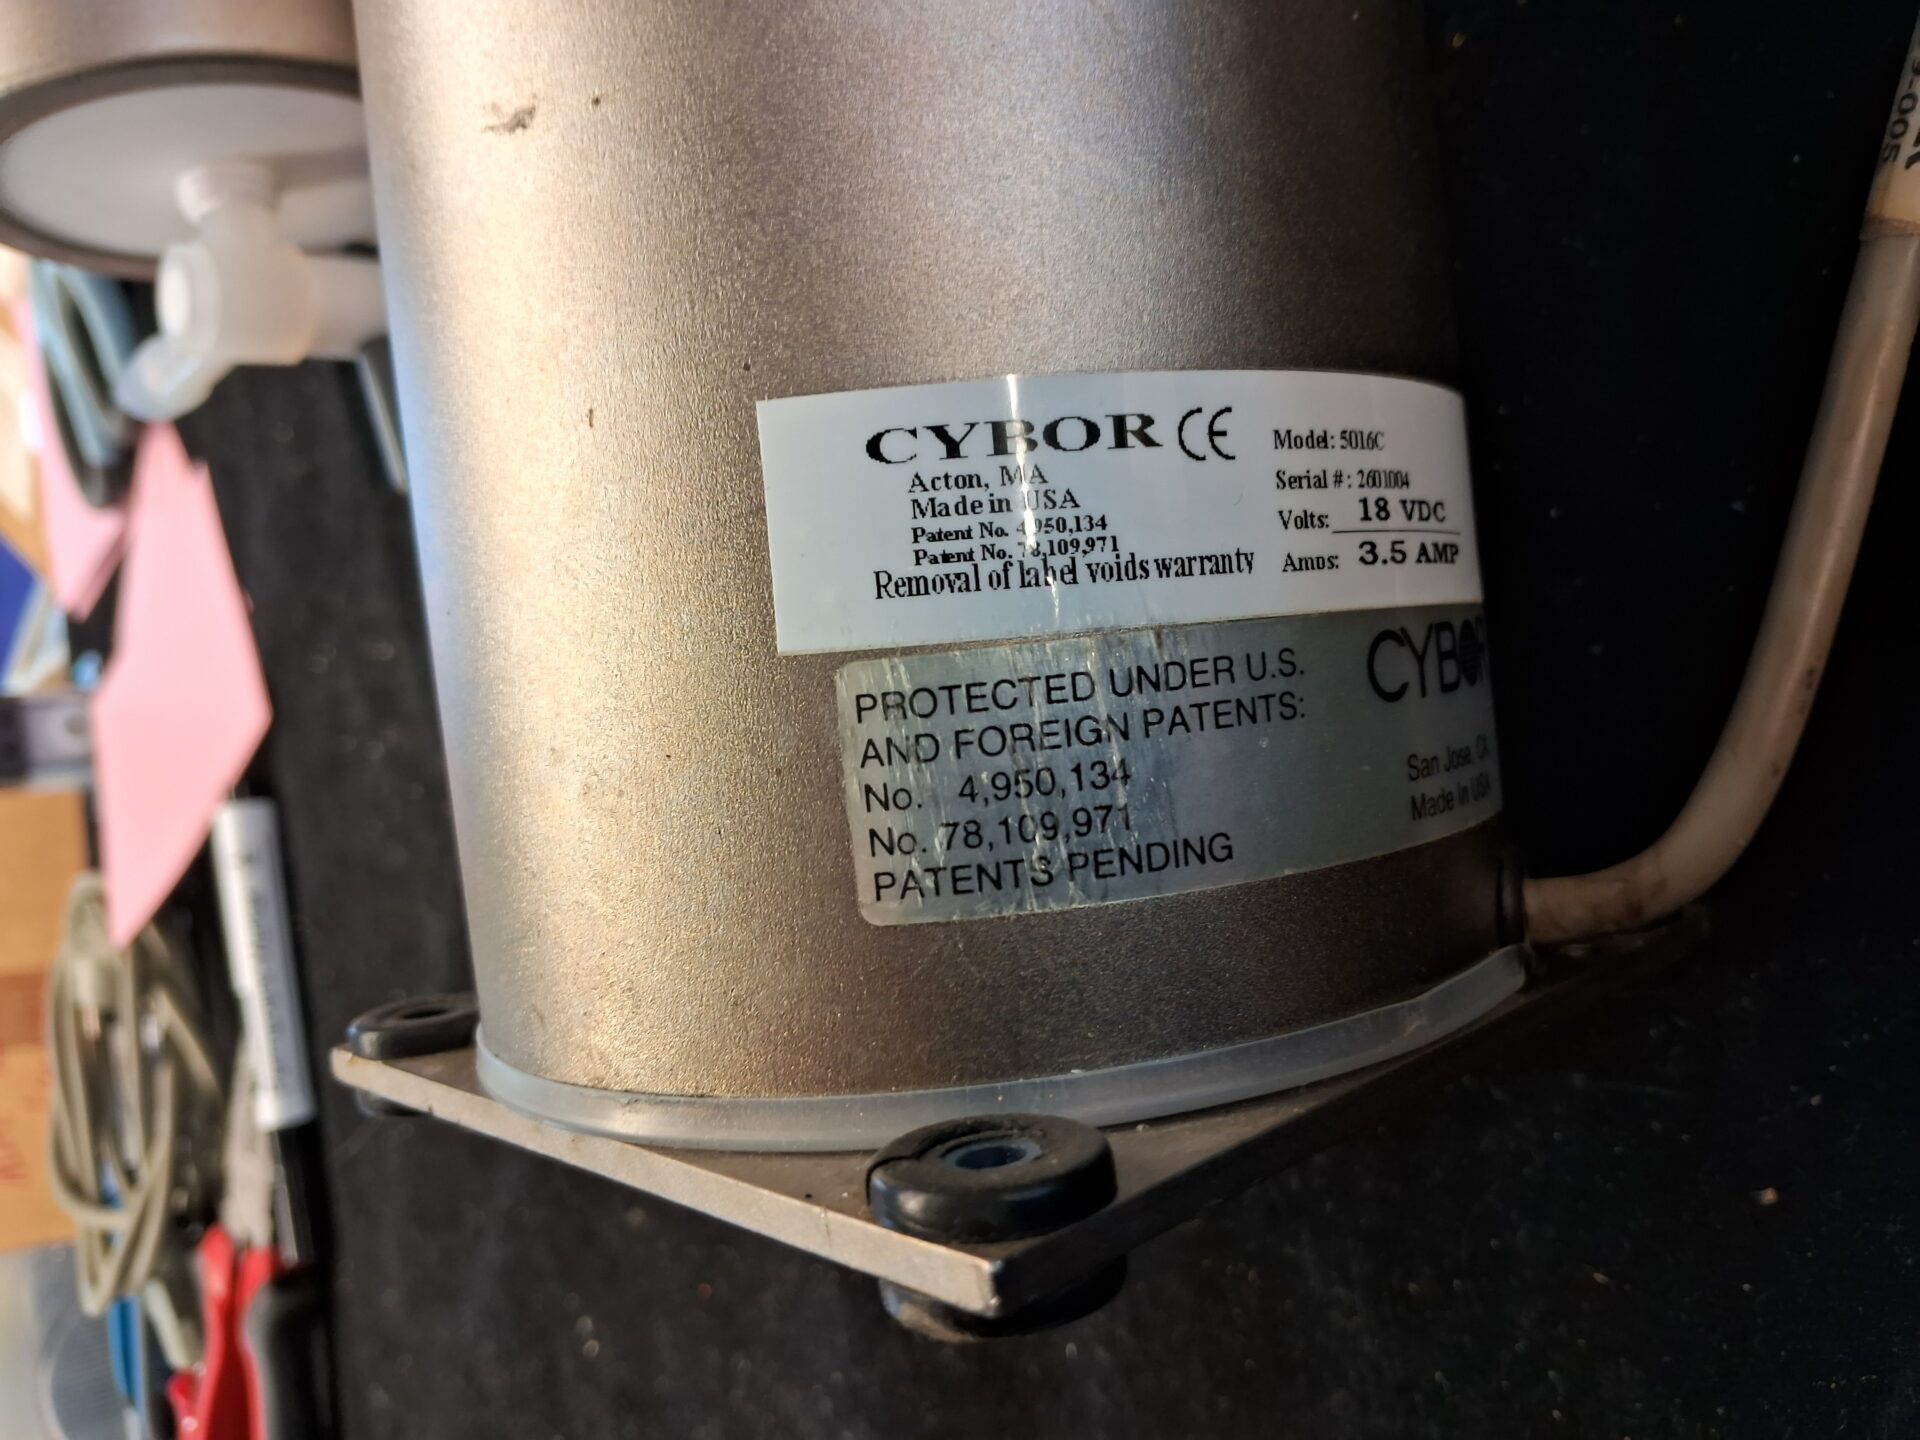 CYBOR CE
Acton, MA
Made in USA
Patent No. 4,950,134
Patent No. 78,109,971
Removal of label voids warranty
Model: 5016C
Serial #: 2601004
Volts: 18 VDC
Amps: 3.5 AMP
PROTECTED UNDER U.S.
AND FOREIGN PATENTS:
No. 4,950,134
No. 78,109,971
PATENTS PENDING
CYBOR
San Jose, CA
Made in USA